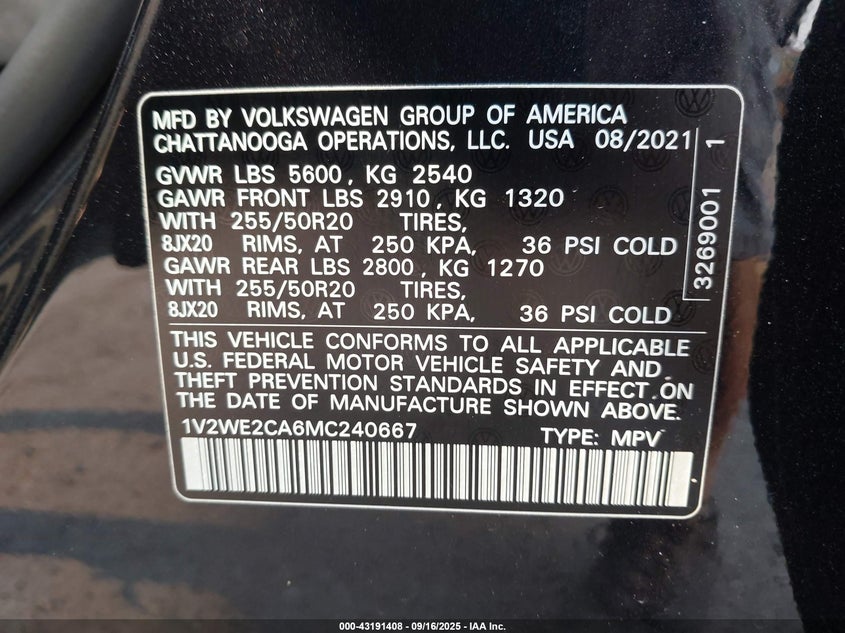 MFD BY VOLKSWAGEN GROUP OF AMERICA
CHATTANOOGA OPERATIONS, LLC. USA 08/2021
GVWR LBS 5600, KG 2540
GAWR FRONT LBS 2910, KG 1320
WITH 255/50R20 TIRES,
8JX20 RIMS, AT 250 KPA, 36 PSI COLD
GAWR REAR LBS 2800, KG 1270
WITH 255/50R20 TIRES,
8JX20 RIMS, AT 250 KPA, 36 PSI COLD
3269001 1
THIS VEHICLE CONFORMS TO ALL APPLICABLE
U.S. FEDERAL MOTOR VEHICLE SAFETY AND
THEFT PREVENTION STANDARDS IN EFFECT ON
THE DATE OF MANUFACTURE SHOWN ABOVE.
1V2WE2CA6MC240667 TYPE: MPV
000-43191408 - 09/16/2025 - IAA Inc.